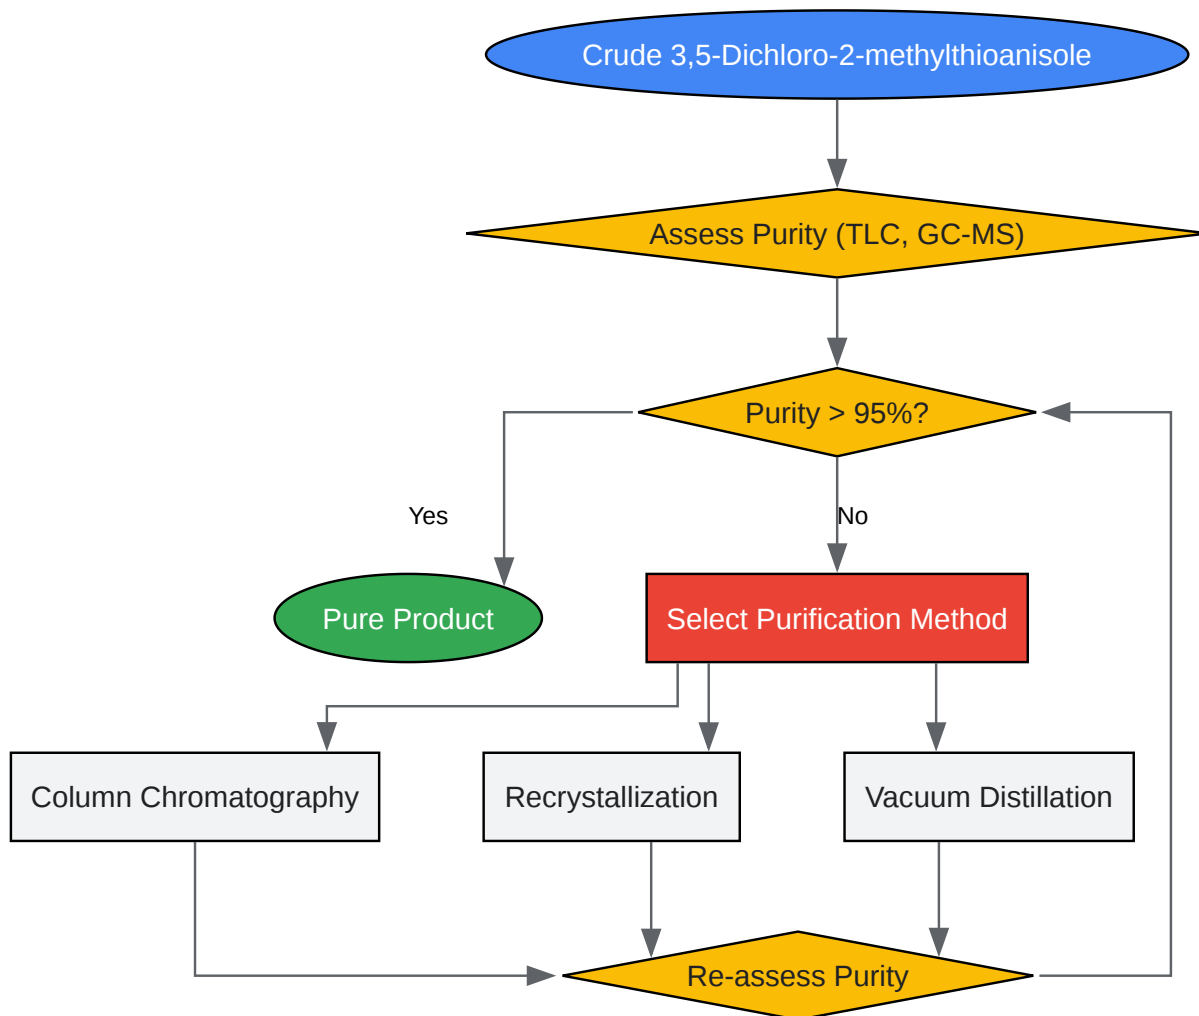 Crude 3,5-Dichloro-2-methylthioanisole
Assess Purity (TLC, GC-MS)
Purity > 95%?
Yes
No
Pure Product
Select Purification Method
Column Chromatography
Recrystallization
Vacuum Distillation
Re-assess Purity